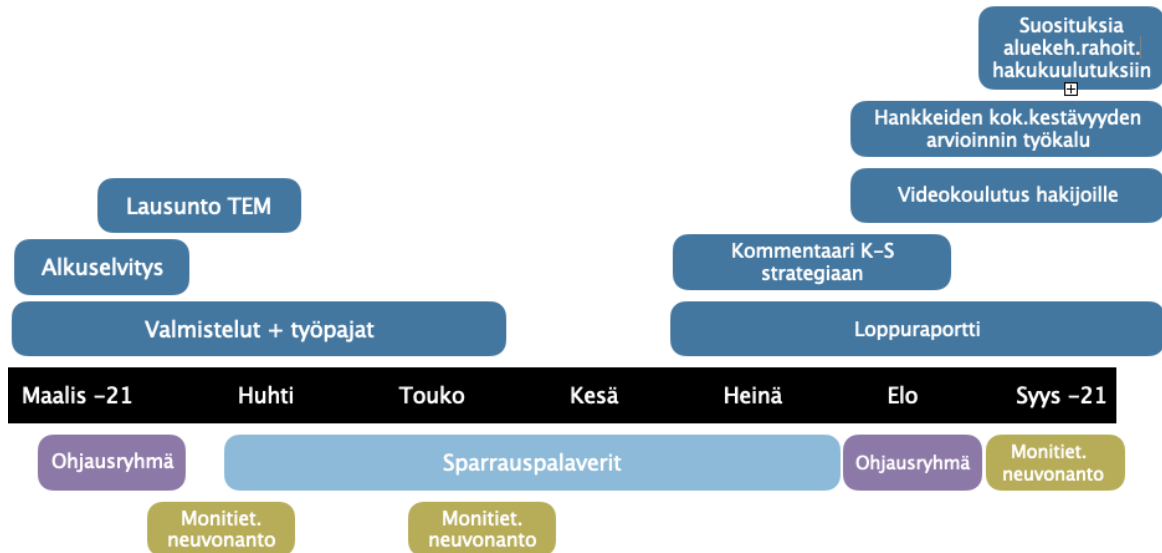 Suosituksia
aluekeh.rahoit.
hakukuulutuksiin
Hankkeiden kok.kestävyyden
arvioinnin työkalu
Lausunto TEM
Videokoulutus hakijoille
Alkuselvitys
Kommentaari K-S
strategiaan
Valmistelut + työpajat
Loppuraportti
Maalis -21 Huhti Touko Kesä Heinä Elo Syys -21
Ohjausryhmä
Sparrauspalaverit
Ohjausryhmä
Monitiet.
neuvonanto
Monitiet.
neuvonanto
Monitiet.
neuvonanto